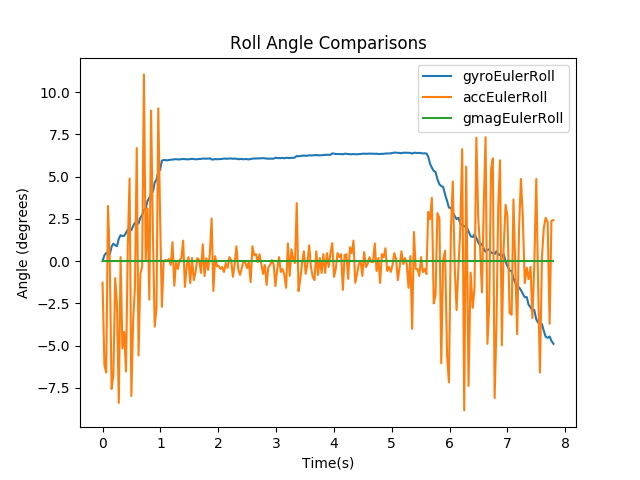 Roll Angle Comparisons
gyroEulerRoll
accEulerRoll
gmagEulerRoll
Angle (degrees)
10.0
7.5
5.0
2.5
0.0
−2.5
−5.0
−7.5
0 1 2 3 4 5 6 7 8
Time(s)